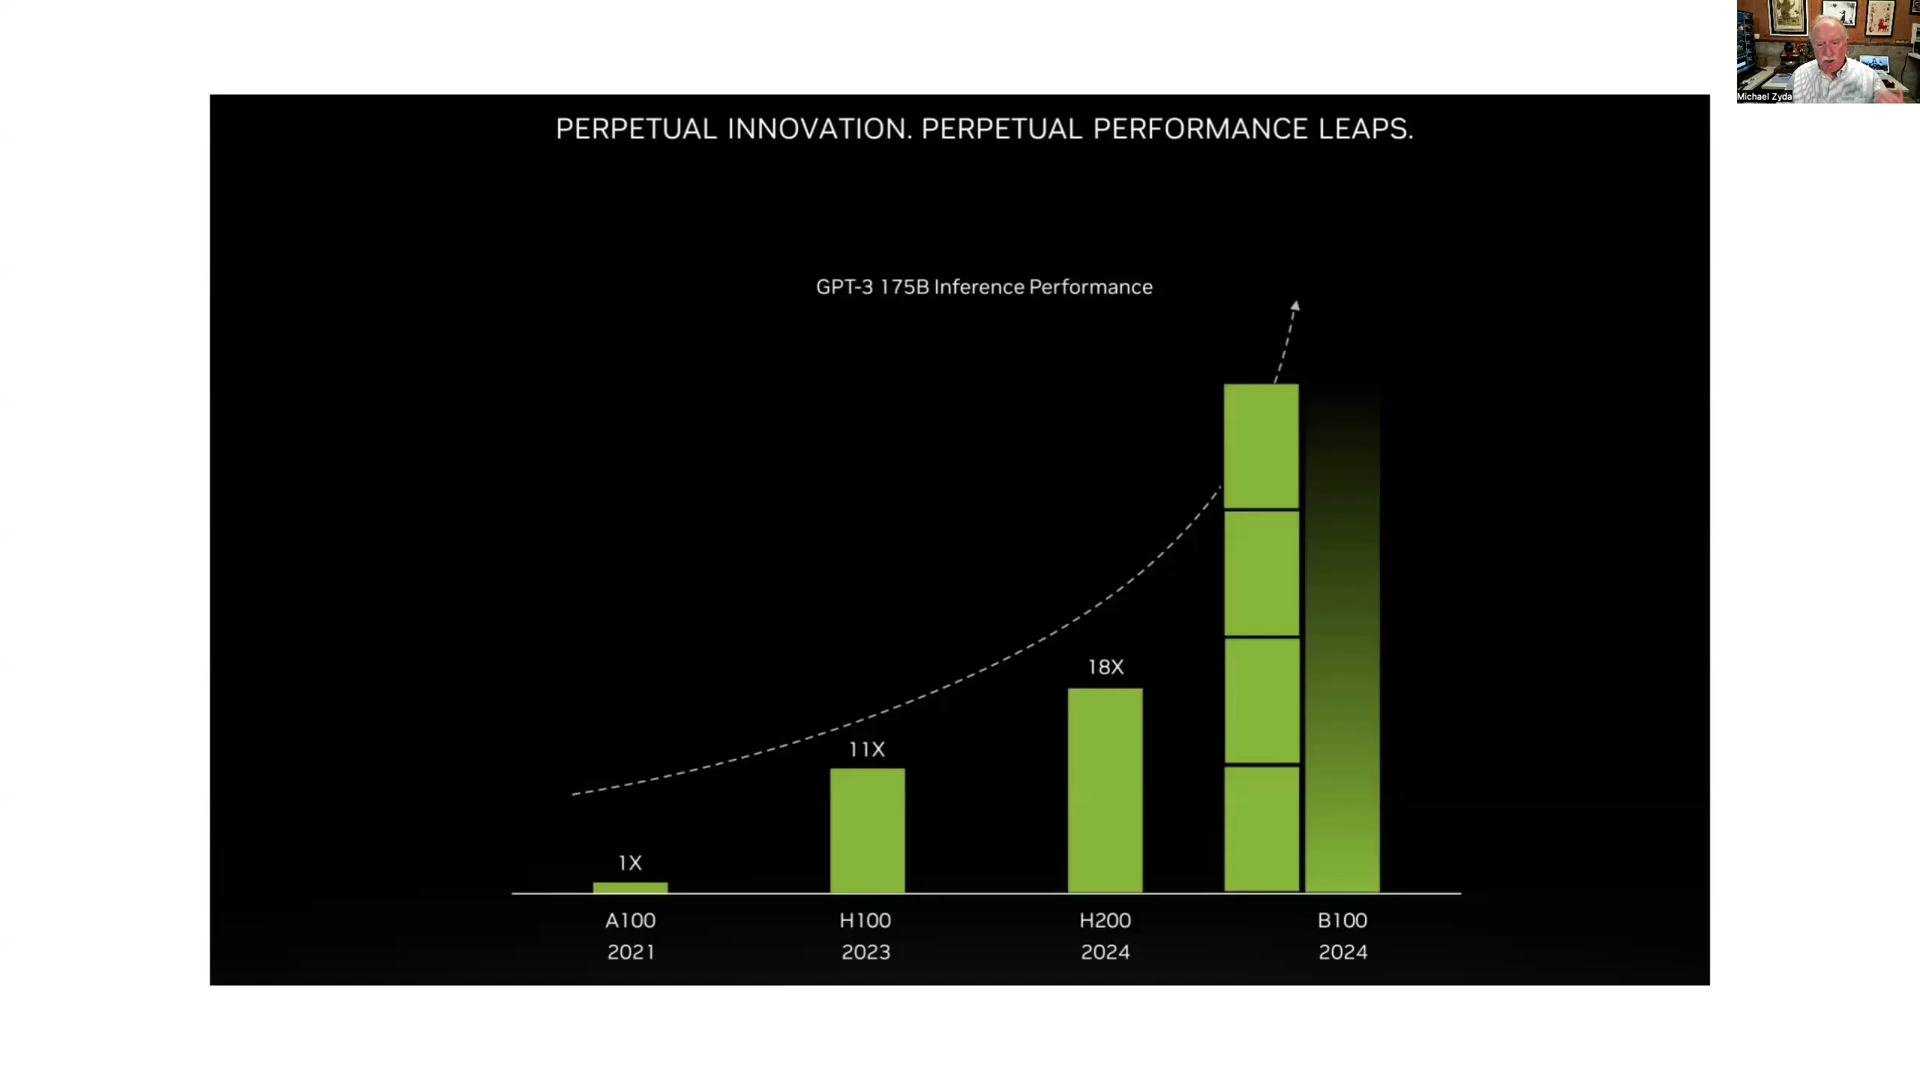 Michael Zyda
PERPETUAL INNOVATION. PERPETUAL PERFORMANCE LEAPS.
GPT-3 175B Inference Performance
18X
11X
1X
A100
2021
H100
2023
H200
2024
B100
2024